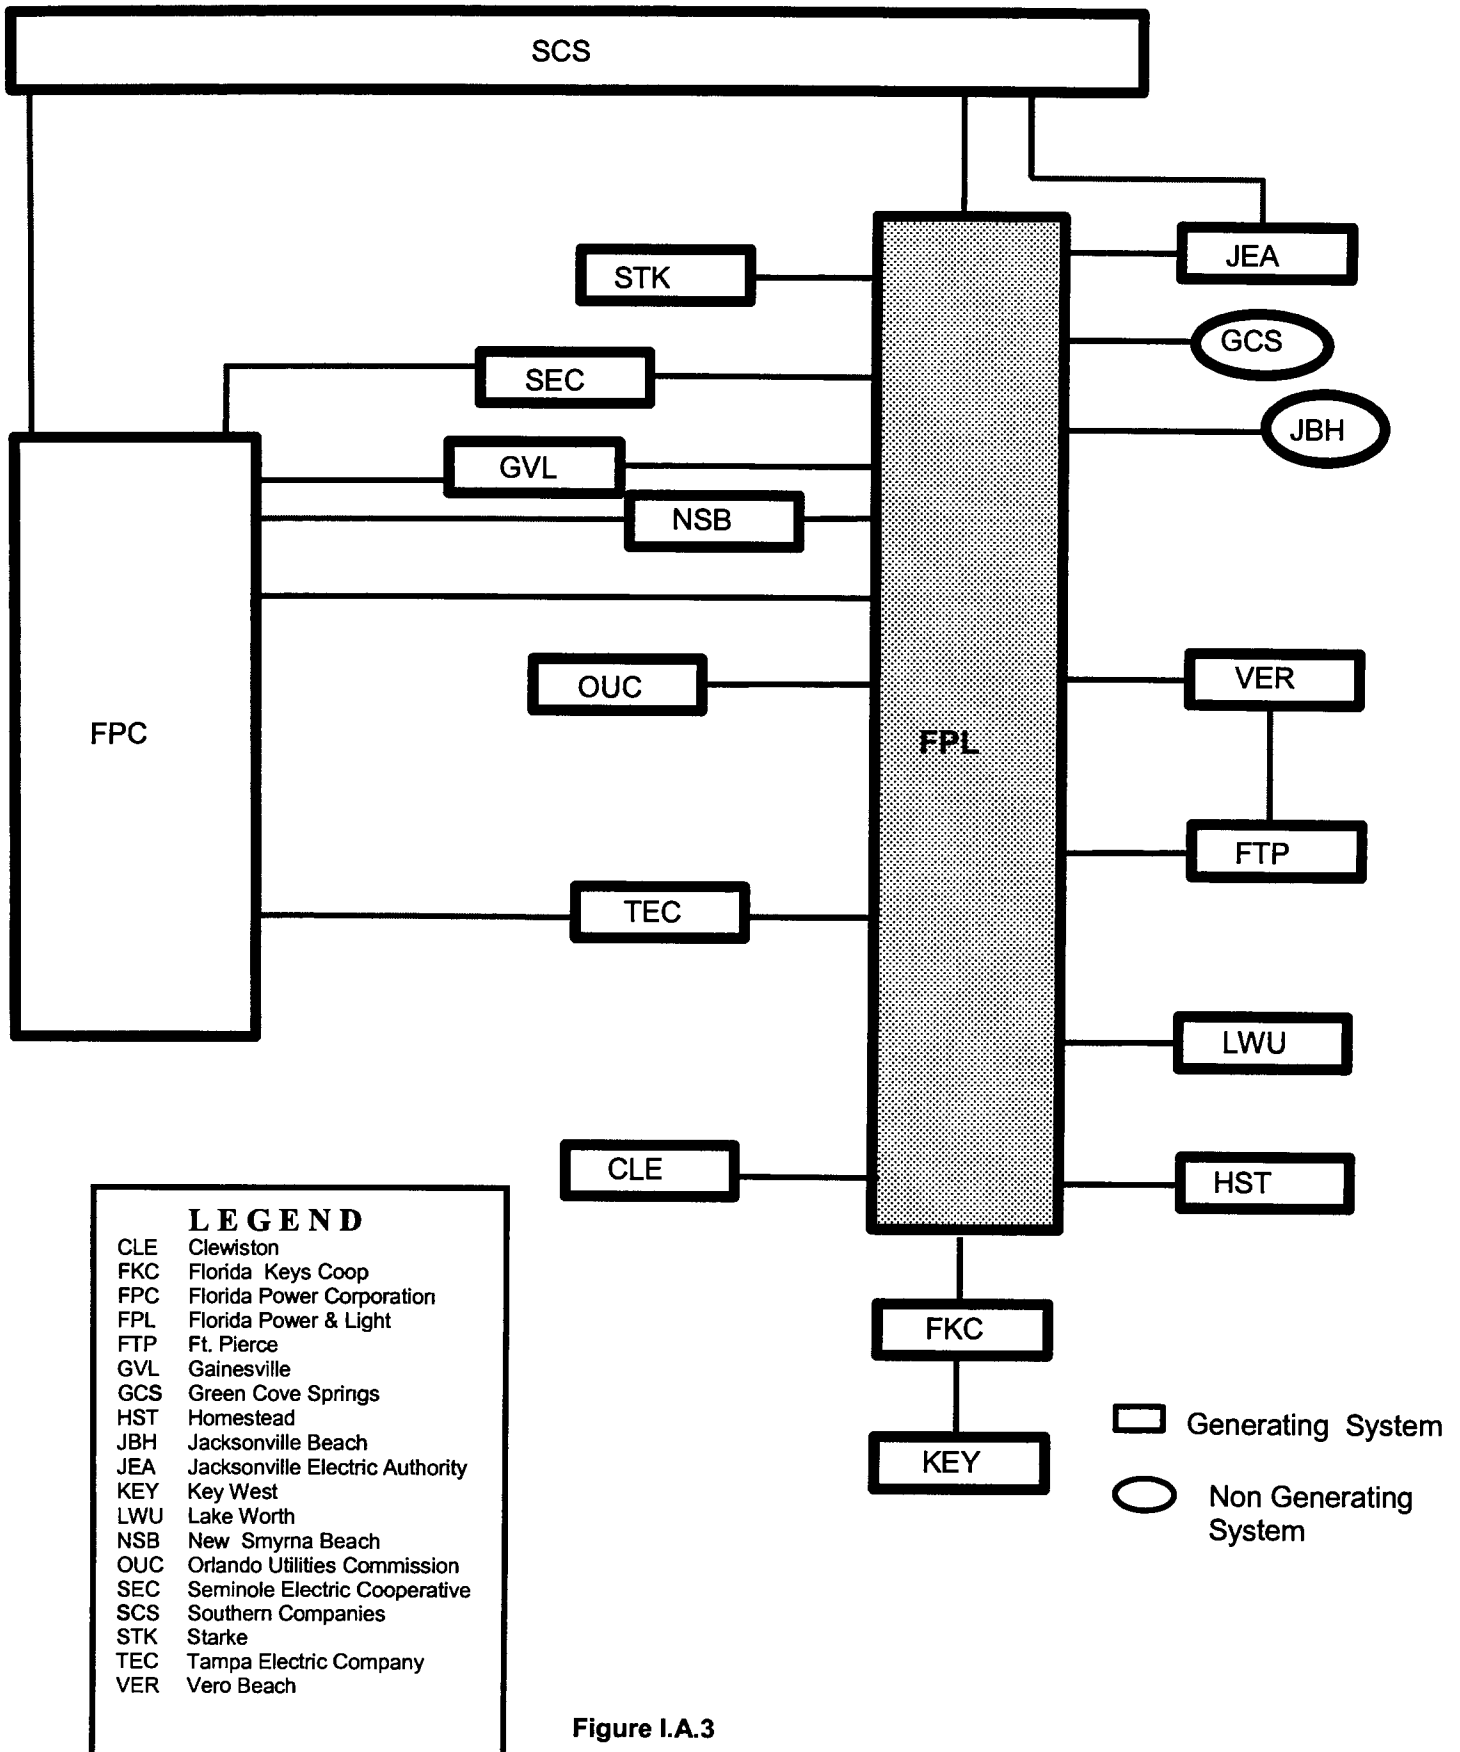 SCS
JEA
STK
GCS
SEC
JBH
GVL
NSB
VER
OUC
FPC
FPL
FTP
TEC
LWU
CLE
HST
FKC
KEY
LEGEND
CLE Clewiston
FKC Florida Keys Coop
FPC Florida Power Corporation
FPL Florida Power & Light
FTP Ft. Pierce
GVL Gainesville
GCS Green Cove Springs
HST Homestead
JBH Jacksonville Beach
JEA Jacksonville Electric Authority
KEY Key West
LWU Lake Worth
NSB New Smyrna Beach
OUC Orlando Utilities Commission
SEC Seminole Electric Cooperative
SCS Southern Companies
STK Starke
TEC Tampa Electric Company
VER Vero Beach
Generating System
Non Generating
System
Figure I.A.3